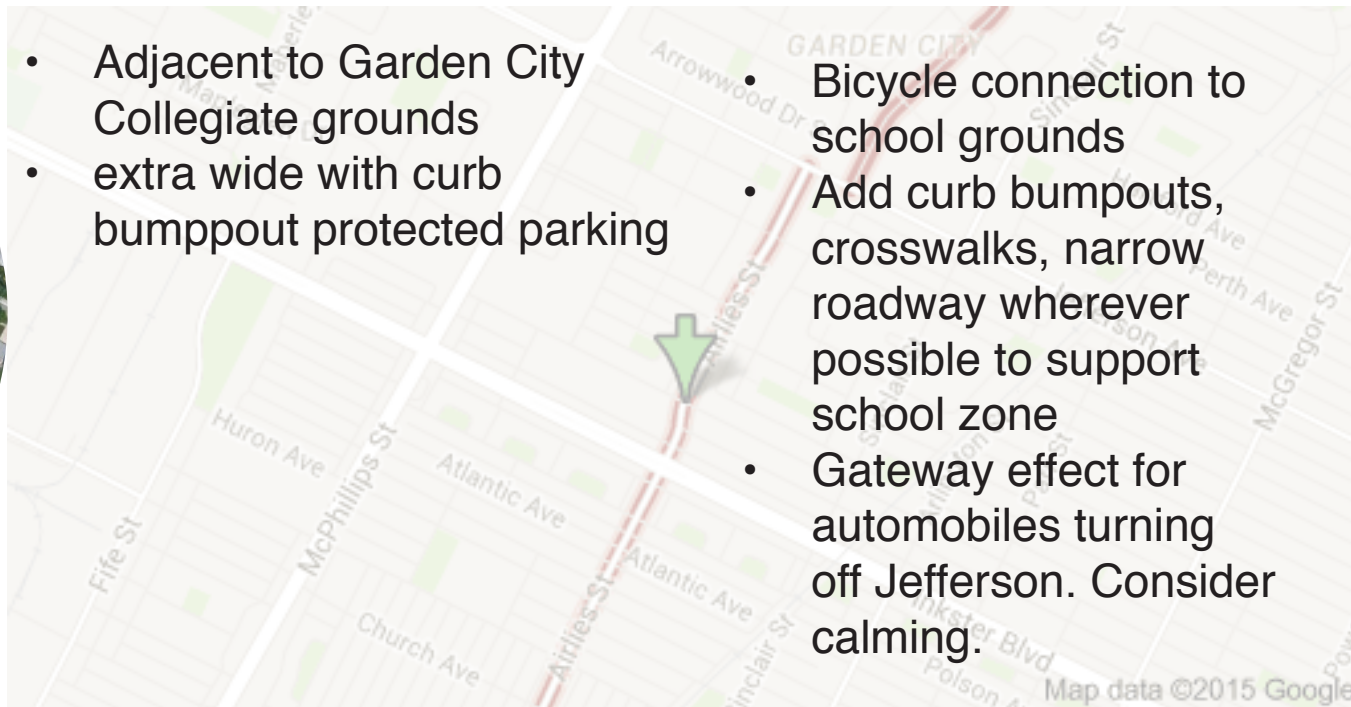 • Adjacent to Garden City
Collegiate grounds
• extra wide with curb
bumppout protected parking
• Bicycle connection to
school grounds
• Add curb bumpouts,
crosswalks, narrow
roadway wherever
possible to support
school zone
• Gateway effect for
automobiles turning
off Jefferson. Consider
calming.
GARDEN CITY
Arrowwood Dr S
Sinclair St
Airlies St
Perth Ave
Jefferson Ave
McGregor St
Huron Ave
McPhillips St
Atlantic Ave
Fife St
Atlantic Ave
Airlies St
Church Ave
Sinclair St
Inkster Blvd
Polson A
Map data ©2015 Google